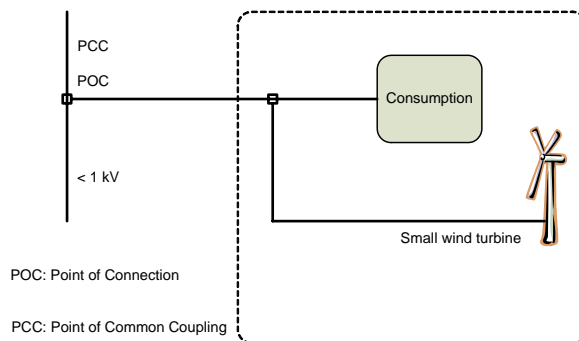 PCC
POC
Consumption
< 1 kV
Small wind turbine
POC: Point of Connection
PCC: Point of Common Coupling